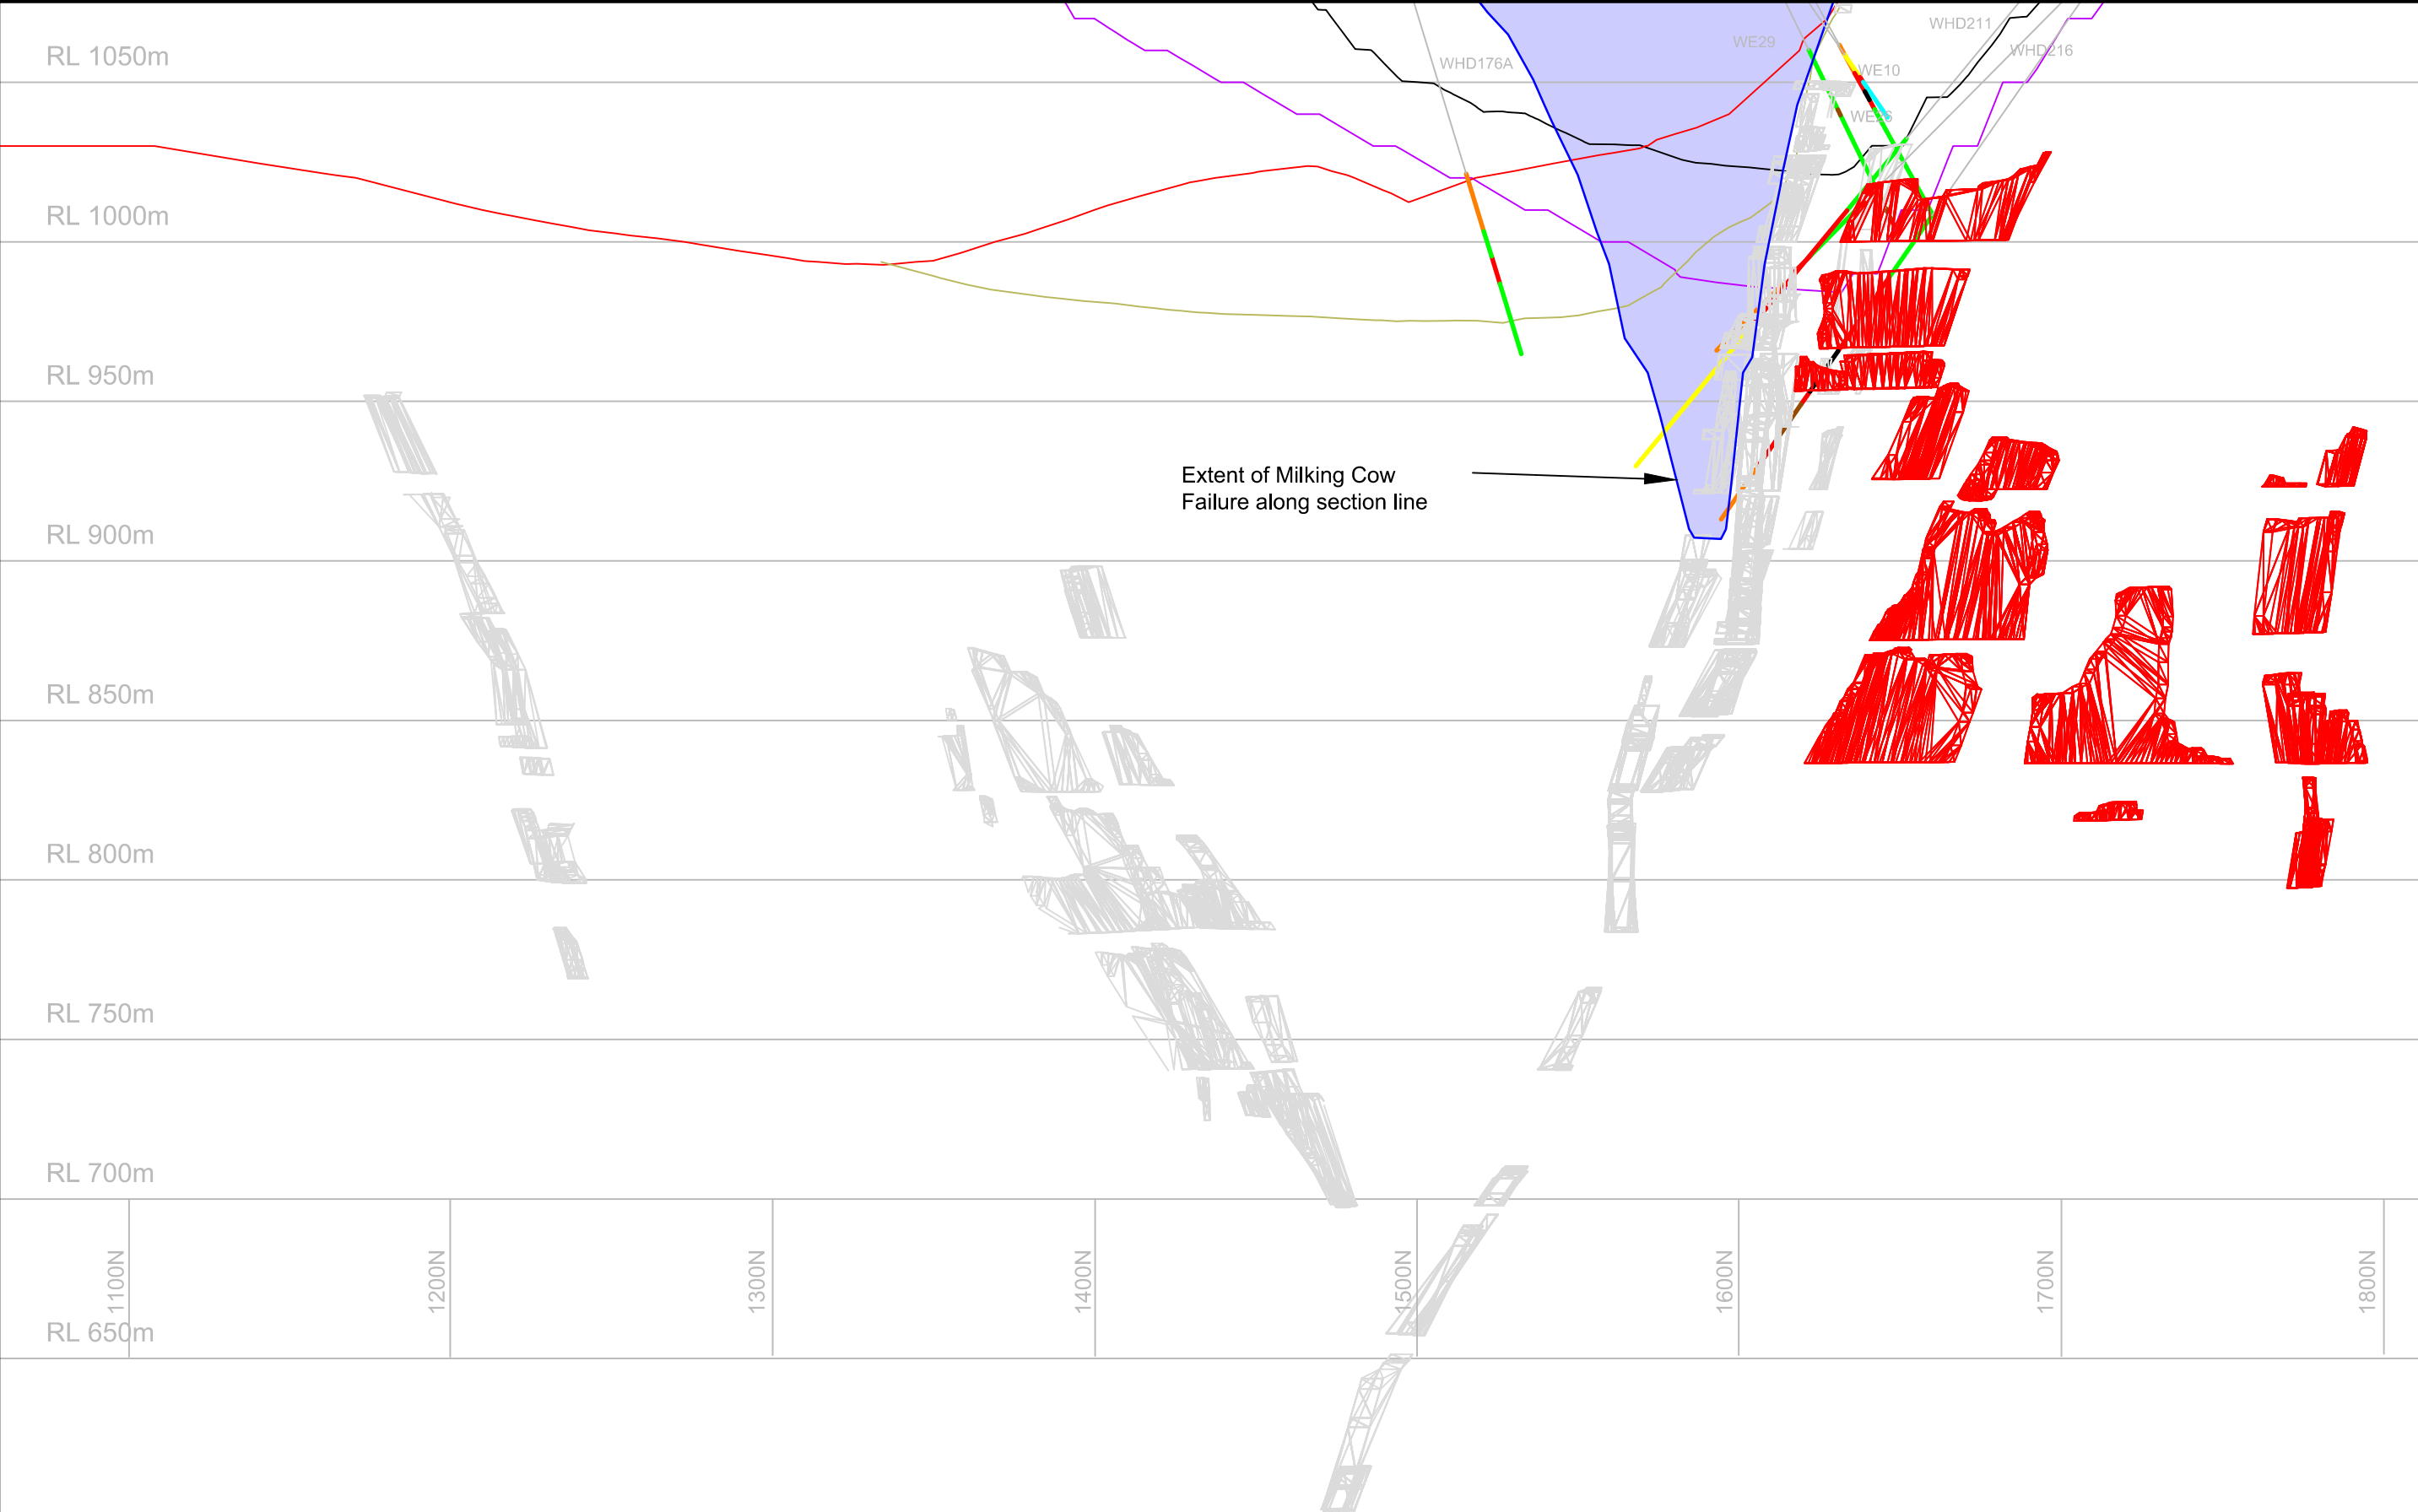 WHD211
WE29
WHD216
RL 1050m
WHD176A
WE10
WE26
RL 1000m
RL 950m
Extent of Milking Cow
Failure along section line
RL 900m
RL 850m
RL 800m
RL 750m
RL 700m
1100N
1200N
1300N
1400N
1500N
1600N
1700N
1800N
RL 650m